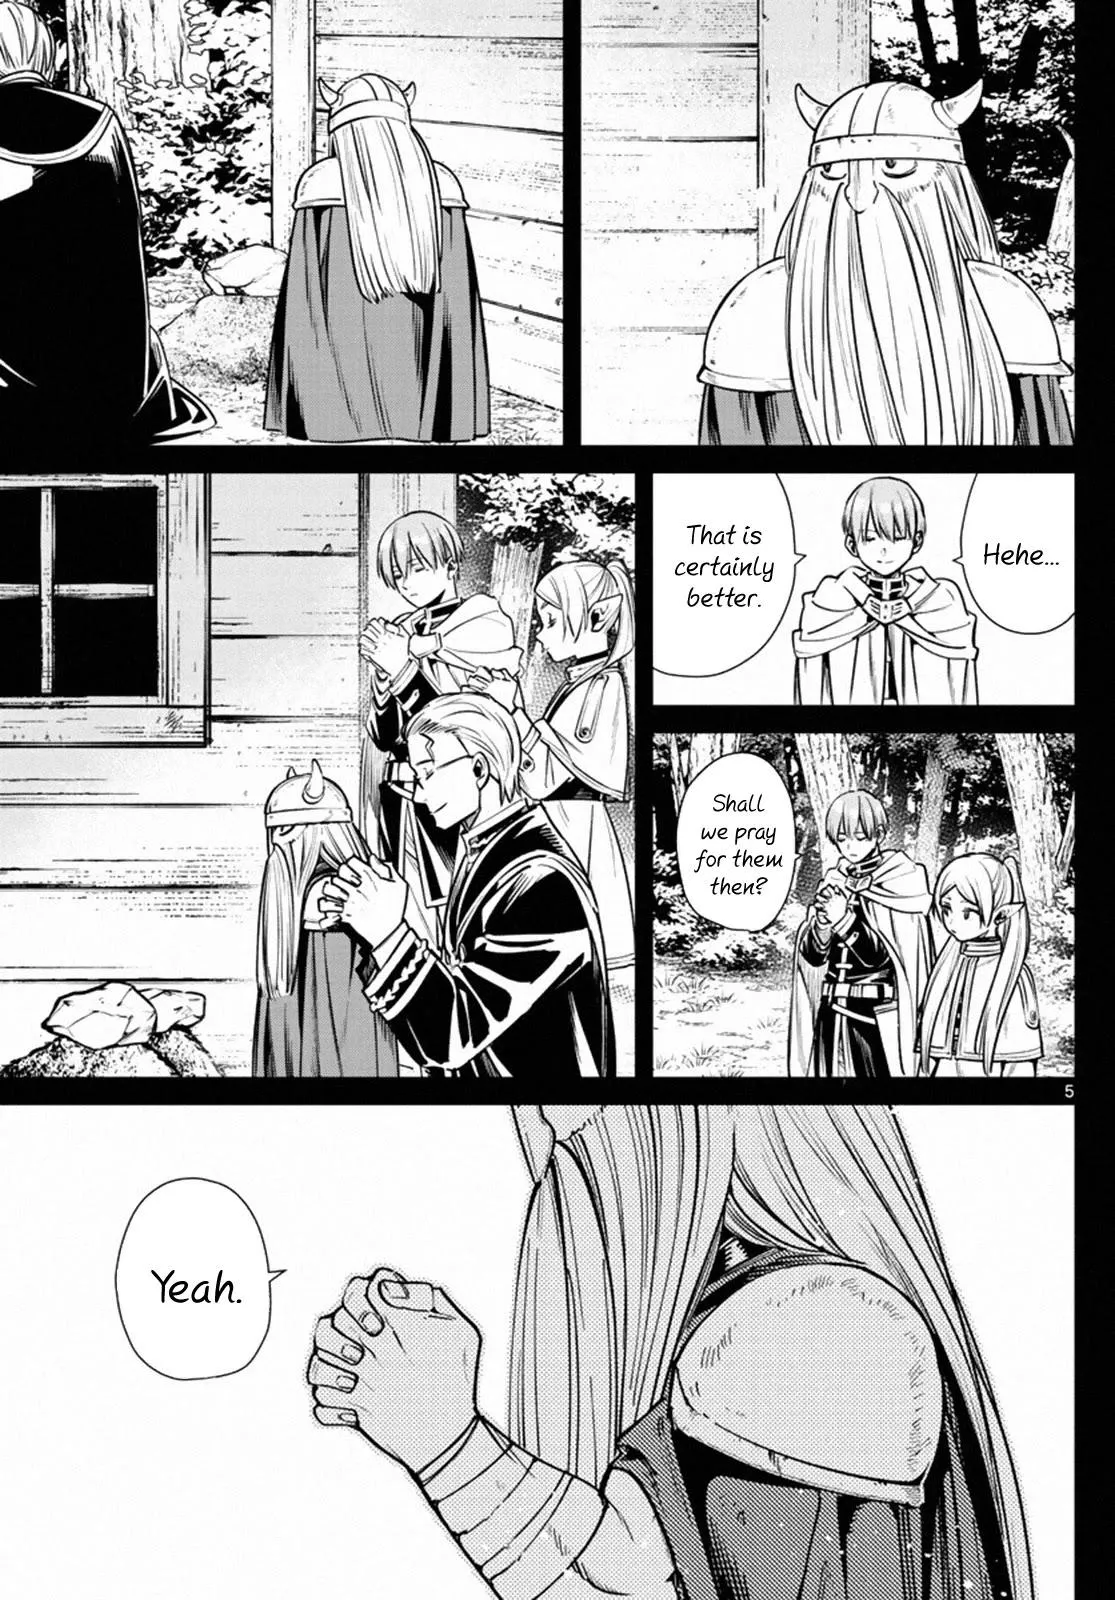 Hehe...
That is
certainly
better.
Shall
we pray
for them
then?
5
Yeah.